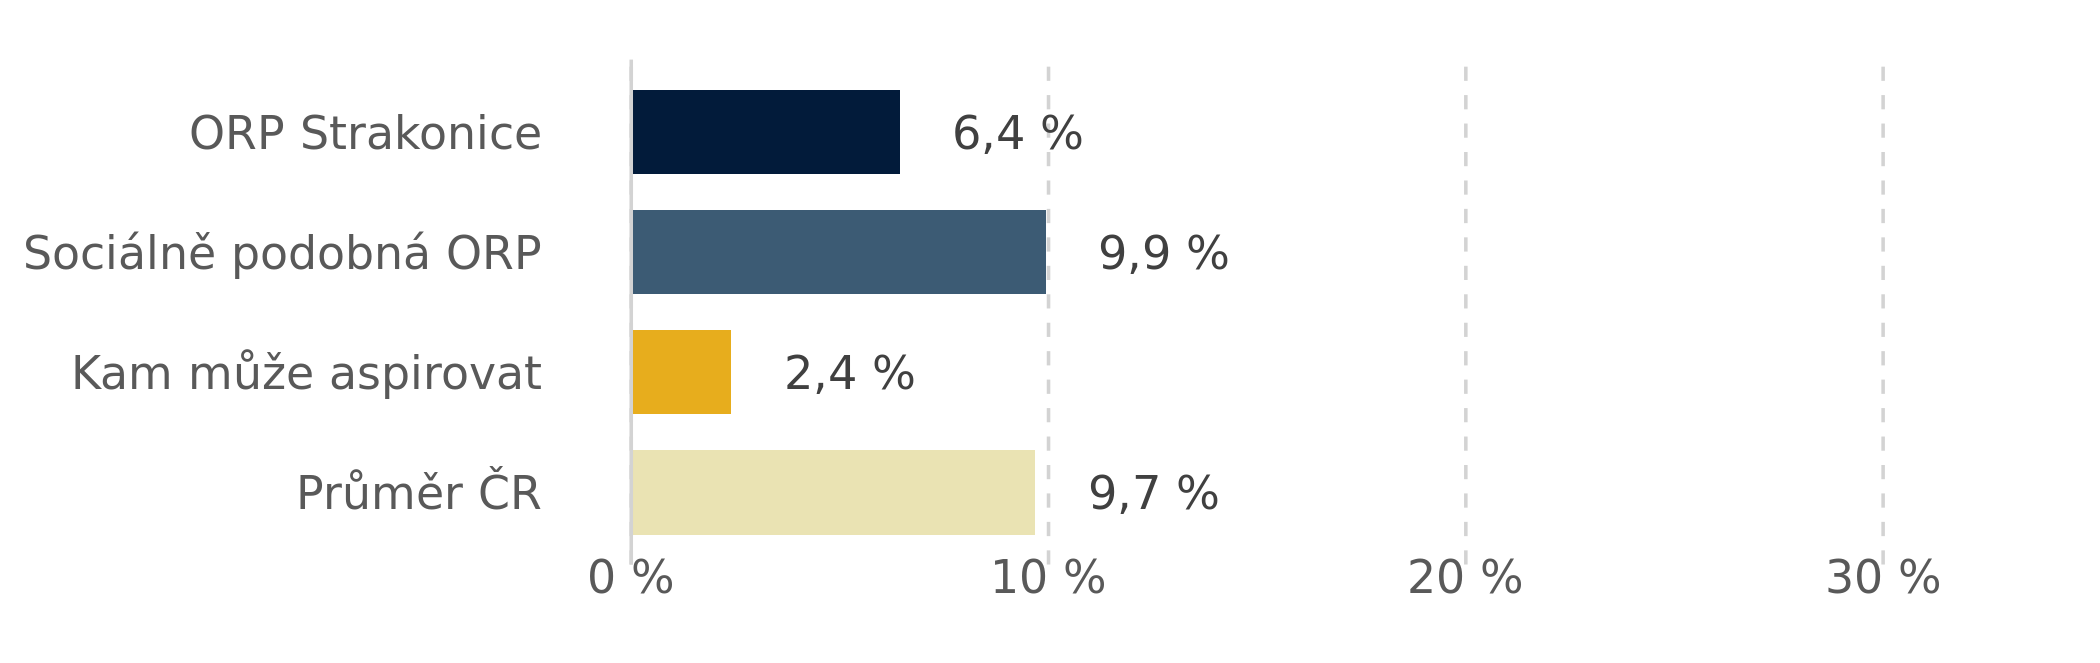 ORP Strakonice 6,4 %
Sociálně podobná ORP 9,9 %
Kam může aspirovat 2,4 %
Průměr ČR 9,7 %
0 % 10 % 20 % 30 %